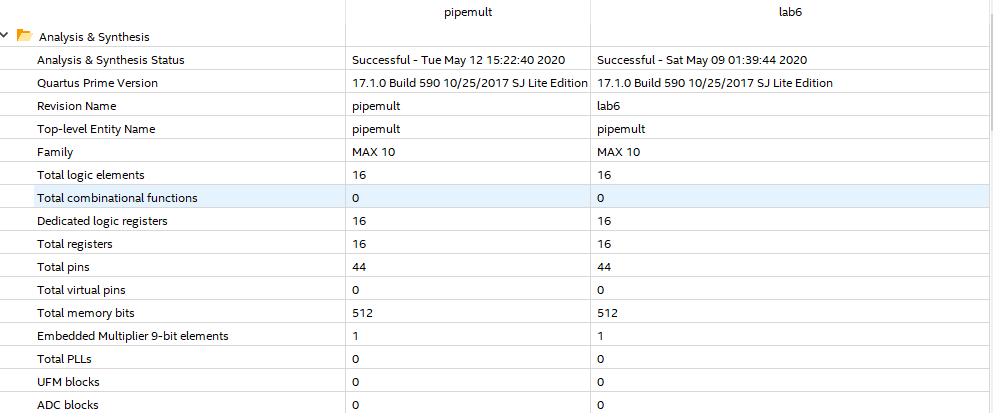 pipemult lab6
Analysis & Synthesis
Analysis & Synthesis Status Successful - Tue May 12 15:22:40 2020 Successful - Sat May 09 01:39:44 2020
Quartus Prime Version 17.1.0 Build 590 10/25/2017 SJ Lite Edition 17.1.0 Build 590 10/25/2017 SJ Lite Edition
Revision Name pipemult lab6
Top-level Entity Name pipemult pipemult
Family MAX 10 MAX 10
Total logic elements 16 16
Total combinational functions 0 0
Dedicated logic registers 16 16
Total registers 16 16
Total pins 44 44
Total virtual pins 0 0
Total memory bits 512 512
Embedded Multiplier 9-bit elements 1 1
Total PLLs 0 0
UFM blocks 0 0
ADC blocks 0 0